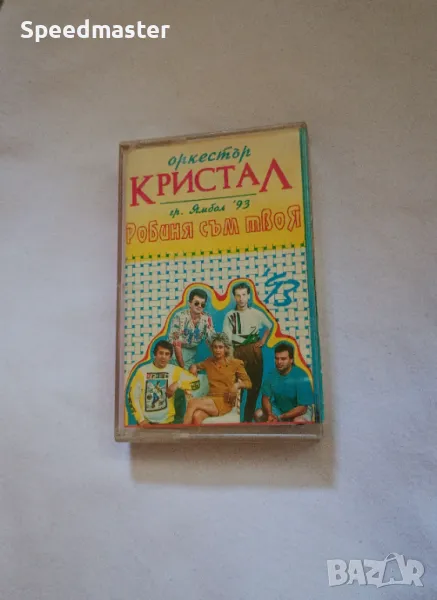 Speedmaster
оркестър
КРИСТАЛ
гр. Ямбол '93
РОБИНЯ СЪМ ТВОЯ
'93
BAZAR